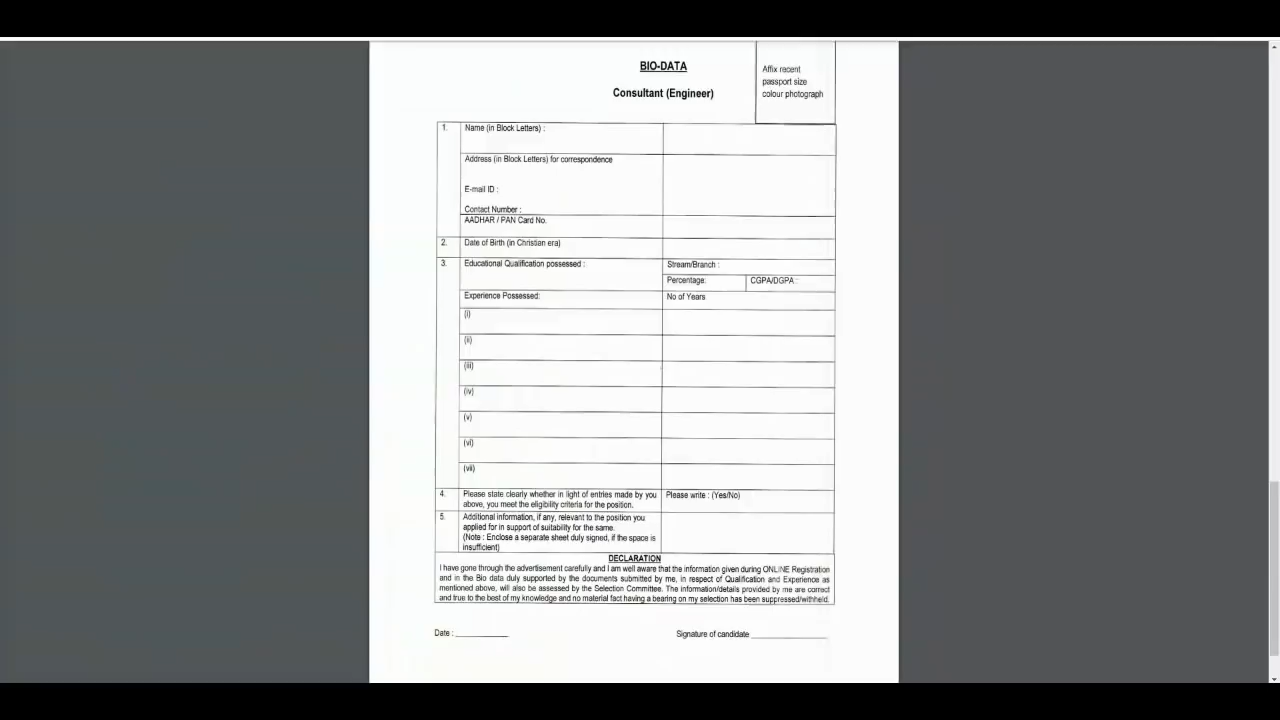 BIO-DATA
Consultant (Engineer)
Affix recent
passport size
colour photograph
1. Name (in Block Letters) :
Address (in Block Letters) for correspondence
E-mail ID :
Contact Number :
AADHAR / PAN Card No.
2. Date of Birth (in Christian era)
3. Educational Qualification possessed : Stream/Branch :
Percentage: CGPA/DGPA:
Experience Possessed: No of Years
(i)
(ii)
(iii)
(iv)
(v)
(vi)
(vii)
4. Please state clearly whether in light of entries made by you Please write : (Yes/No)
above, you meet the eligibility criteria for the position.
5. Additional information, if any, relevant to the position you
applied for in support of suitability for the same.
(Note : Enclose a separate sheet duly signed, if the space is
insufficient)
DECLARATION
I have gone through the advertisement carefully and I am well aware that the information given during ONLINE Registration
and in the Bio data duly supported by the documents submitted by me, in respect of Qualification and Experience as
mentioned above, will also be assessed by the Selection Committee. The information/details provided by me are correct
and true to the best of my knowledge and no material fact having a bearing on my selection has been suppressed/withheld.
Date : ___________ Signature of candidate ________________